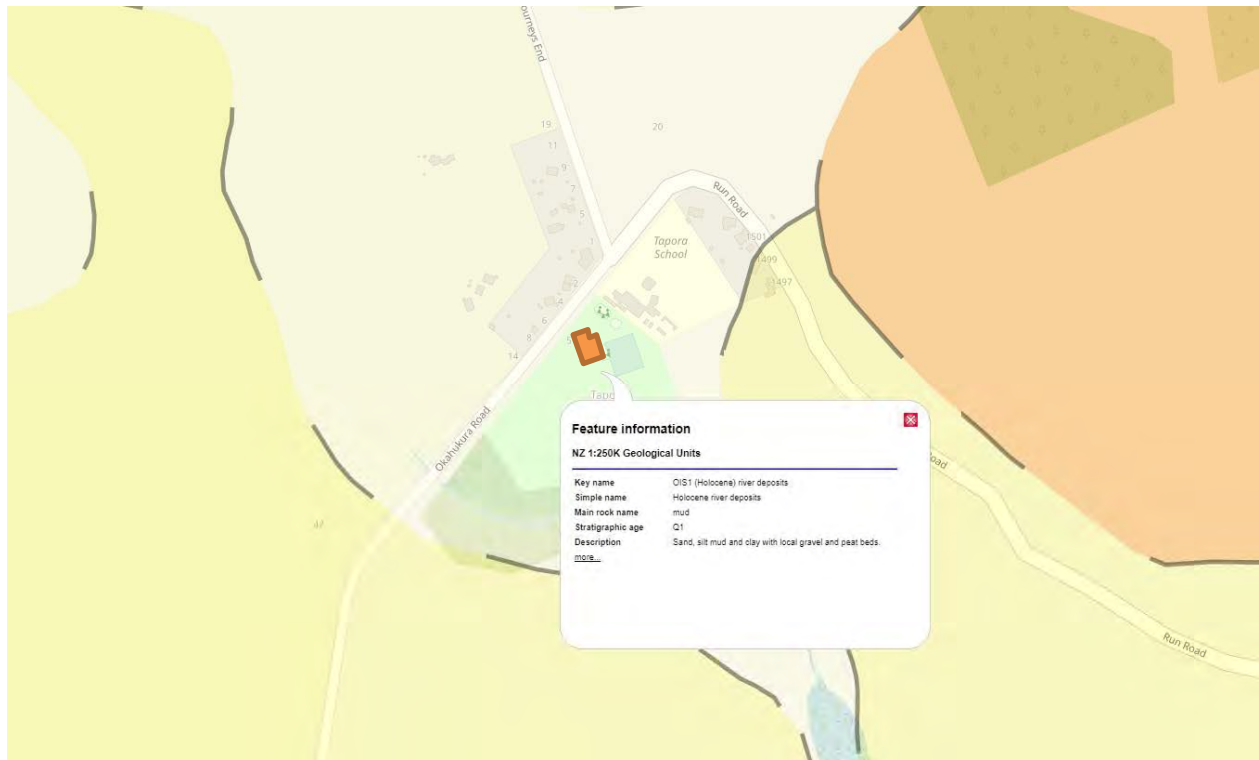 Journeys End
19
20
11
9
7
5
1
Run Road
1501
1499
1497
Tapora
School
2
4
6
8
5
14
Tapo
Okahukura Road
47
Road
Run Road
Feature information
NZ 1:250K Geological Units
Key name OIS1 (Holocene) river deposits
Simple name Holocene river deposits
Main rock name mud
Stratigraphic age Q1
Description Sand, silt mud and clay with local gravel and peat beds.
more...